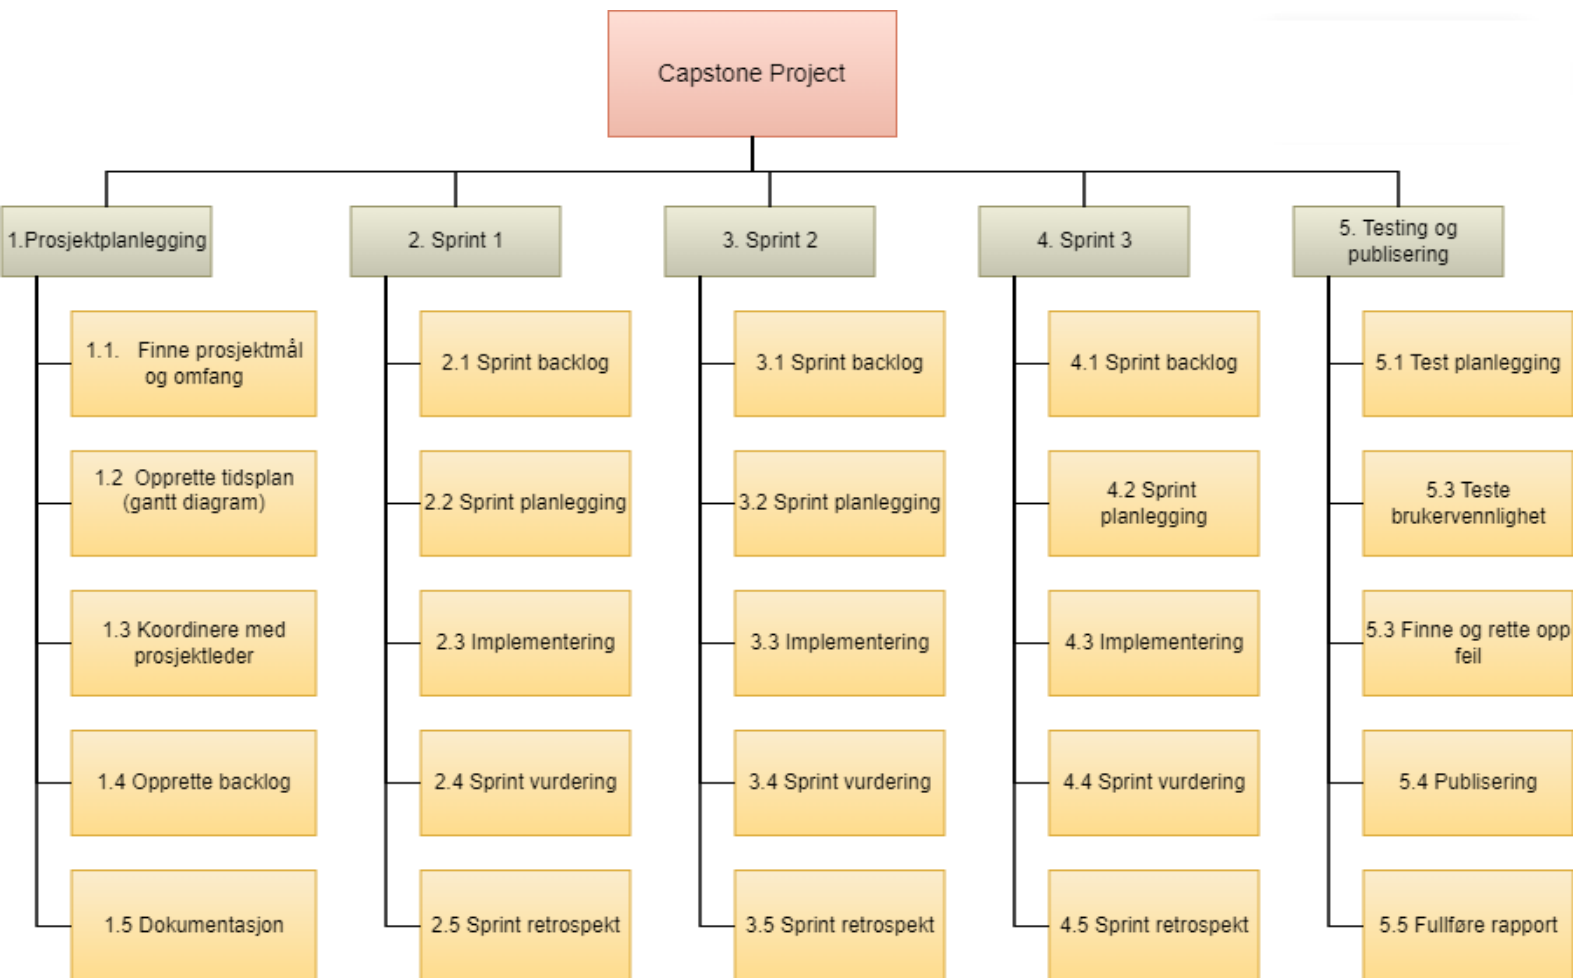 Capstone Project
1.Prosjektplanlegging
2. Sprint 1
3. Sprint 2
4. Sprint 3
5. Testing og
publisering
1.1.   Finne prosjektmål
og omfang
2.1 Sprint backlog
3.1 Sprint backlog
4.1 Sprint backlog
5.1 Test planlegging
1.2  Opprette tidsplan
(gantt diagram)
2.2 Sprint planlegging
3.2 Sprint planlegging
4.2 Sprint
planlegging
5.3 Teste
brukervennlighet
1.3 Koordinere med
prosjektleder
2.3 Implementering
3.3 Implementering
4.3 Implementering
5.3 Finne og rette opp
feil
1.4 Opprette backlog
2.4 Sprint vurdering
3.4 Sprint vurdering
4.4 Sprint vurdering
5.4 Publisering
1.5 Dokumentasjon
2.5 Sprint retrospekt
3.5 Sprint retrospekt
4.5 Sprint retrospekt
5.5 Fullføre rapport